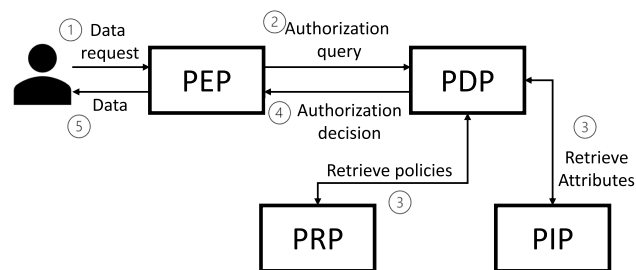 1
Data
request
2
Authorization
query
PEP
PDP
Data
5
4
Authorization
decision
3
Retrieve
Attributes
Retrieve policies
3
PRP
PIP